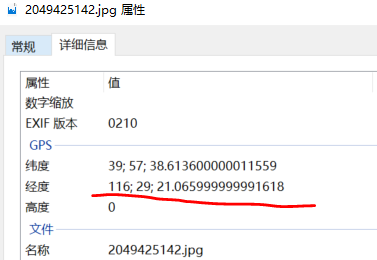 2049425142.jpg 属性
常规 详细信息
属性 值
数字缩放
EXIF 版本 0210
GPS
纬度 39; 57; 38.613600000011559
经度 116; 29; 21.065999999991618
高度 0
文件
名称 2049425142.jpg